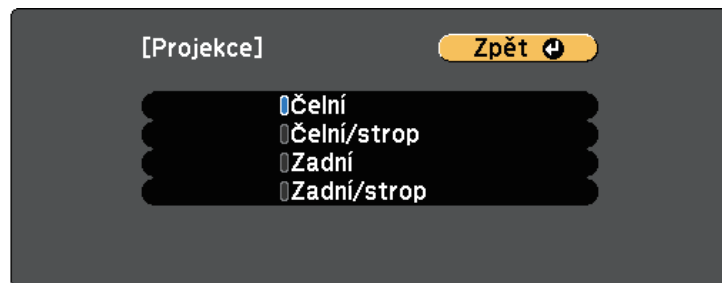 [Projekce] Zpět
Čelní
Čelní/strop
Zadní
Zadní/strop